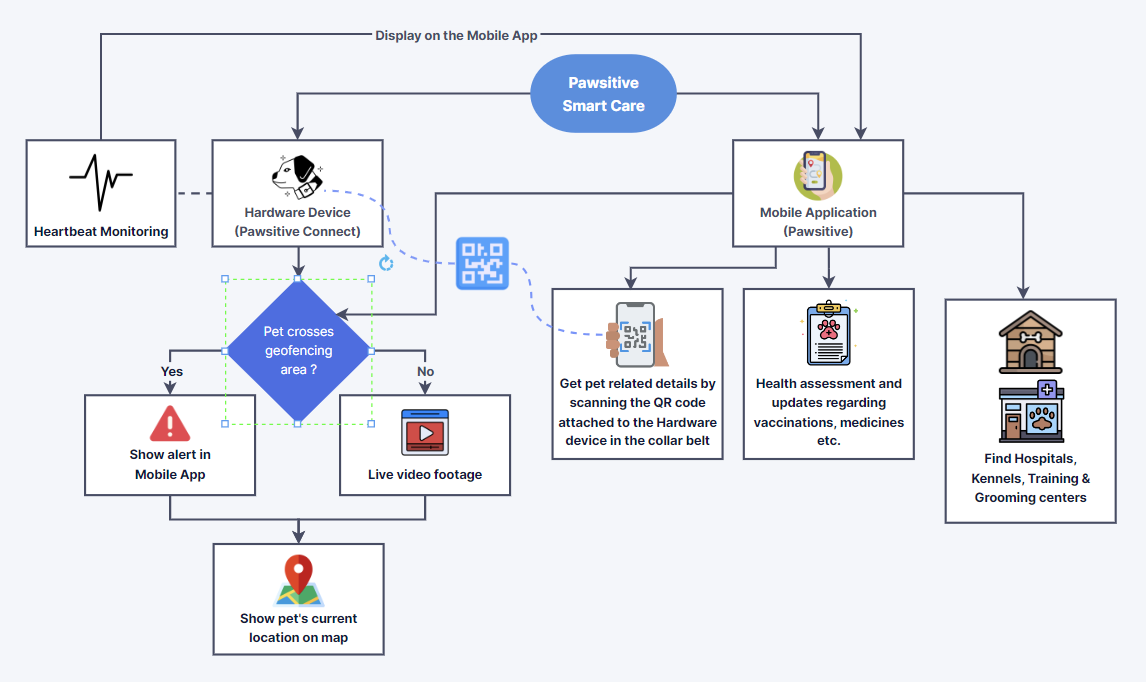 Display on the Mobile App
Pawsitive
Smart Care
Heartbeat Monitoring
Hardware Device
(Pawsitive Connect)
Mobile Application
(Pawsitive)
Pet crosses
geofencing
area ?
Yes
No
Show alert in
Mobile App
Live video footage
Get pet related details by
scanning the QR code
attached to the Hardware
device in the collar belt
Health assessment and
updates regarding
vaccinations, medicines
etc.
Find Hospitals,
Kennels, Training &
Grooming centers
Show pet's current
location on map